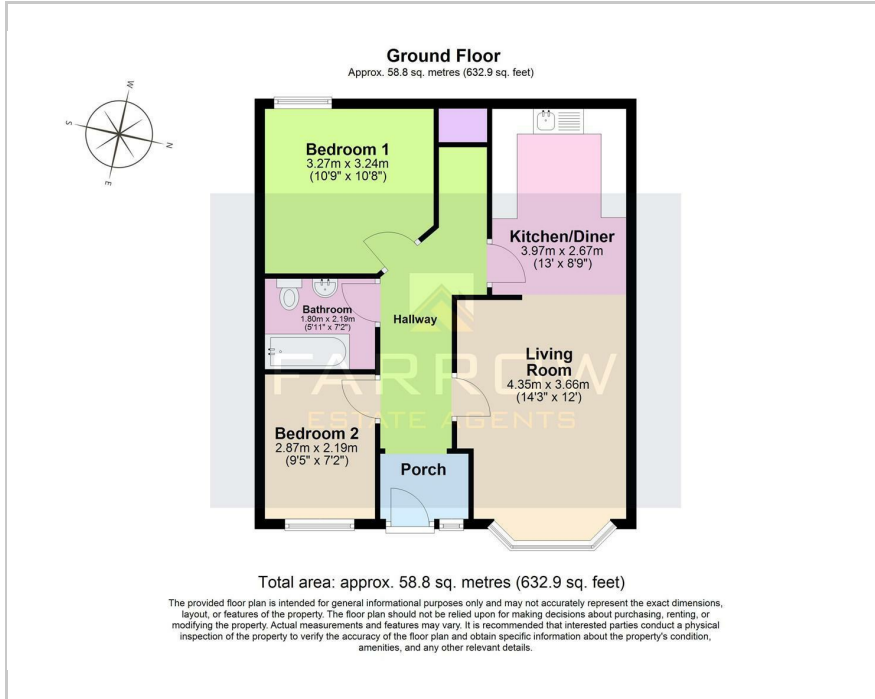 Ground Floor
Approx. 58.8 sq. metres (632.9 sq. feet)
W
S
N
E
Bedroom 1
3.27m x 3.24m
(10'9" x 10'8")
Kitchen/Diner
3.97m x 2.67m
(13' x 8'9")
Bathroom
1.80m x 2.19m
(5'11" x 7'2")
Hallway
Living
Room
4.35m x 3.66m
(14'3" x 12')
FARROW
ESTATE AGENTS
Bedroom 2
2.87m x 2.19m
(9'5" x 7'2")
Porch
Total area: approx. 58.8 sq. metres (632.9 sq. feet)
The provided floor plan is intended for general informational purposes only and may not accurately represent the exact dimensions,
layout, or features of the property. The floor plan should not be relied upon for making decisions about purchasing, renting, or
modifying the property. Actual measurements and features may vary. It is recommended that interested parties conduct a physical
inspection of the property to verify the accuracy of the floor plan and obtain specific information about the property's condition,
amenities, and any other relevant details.